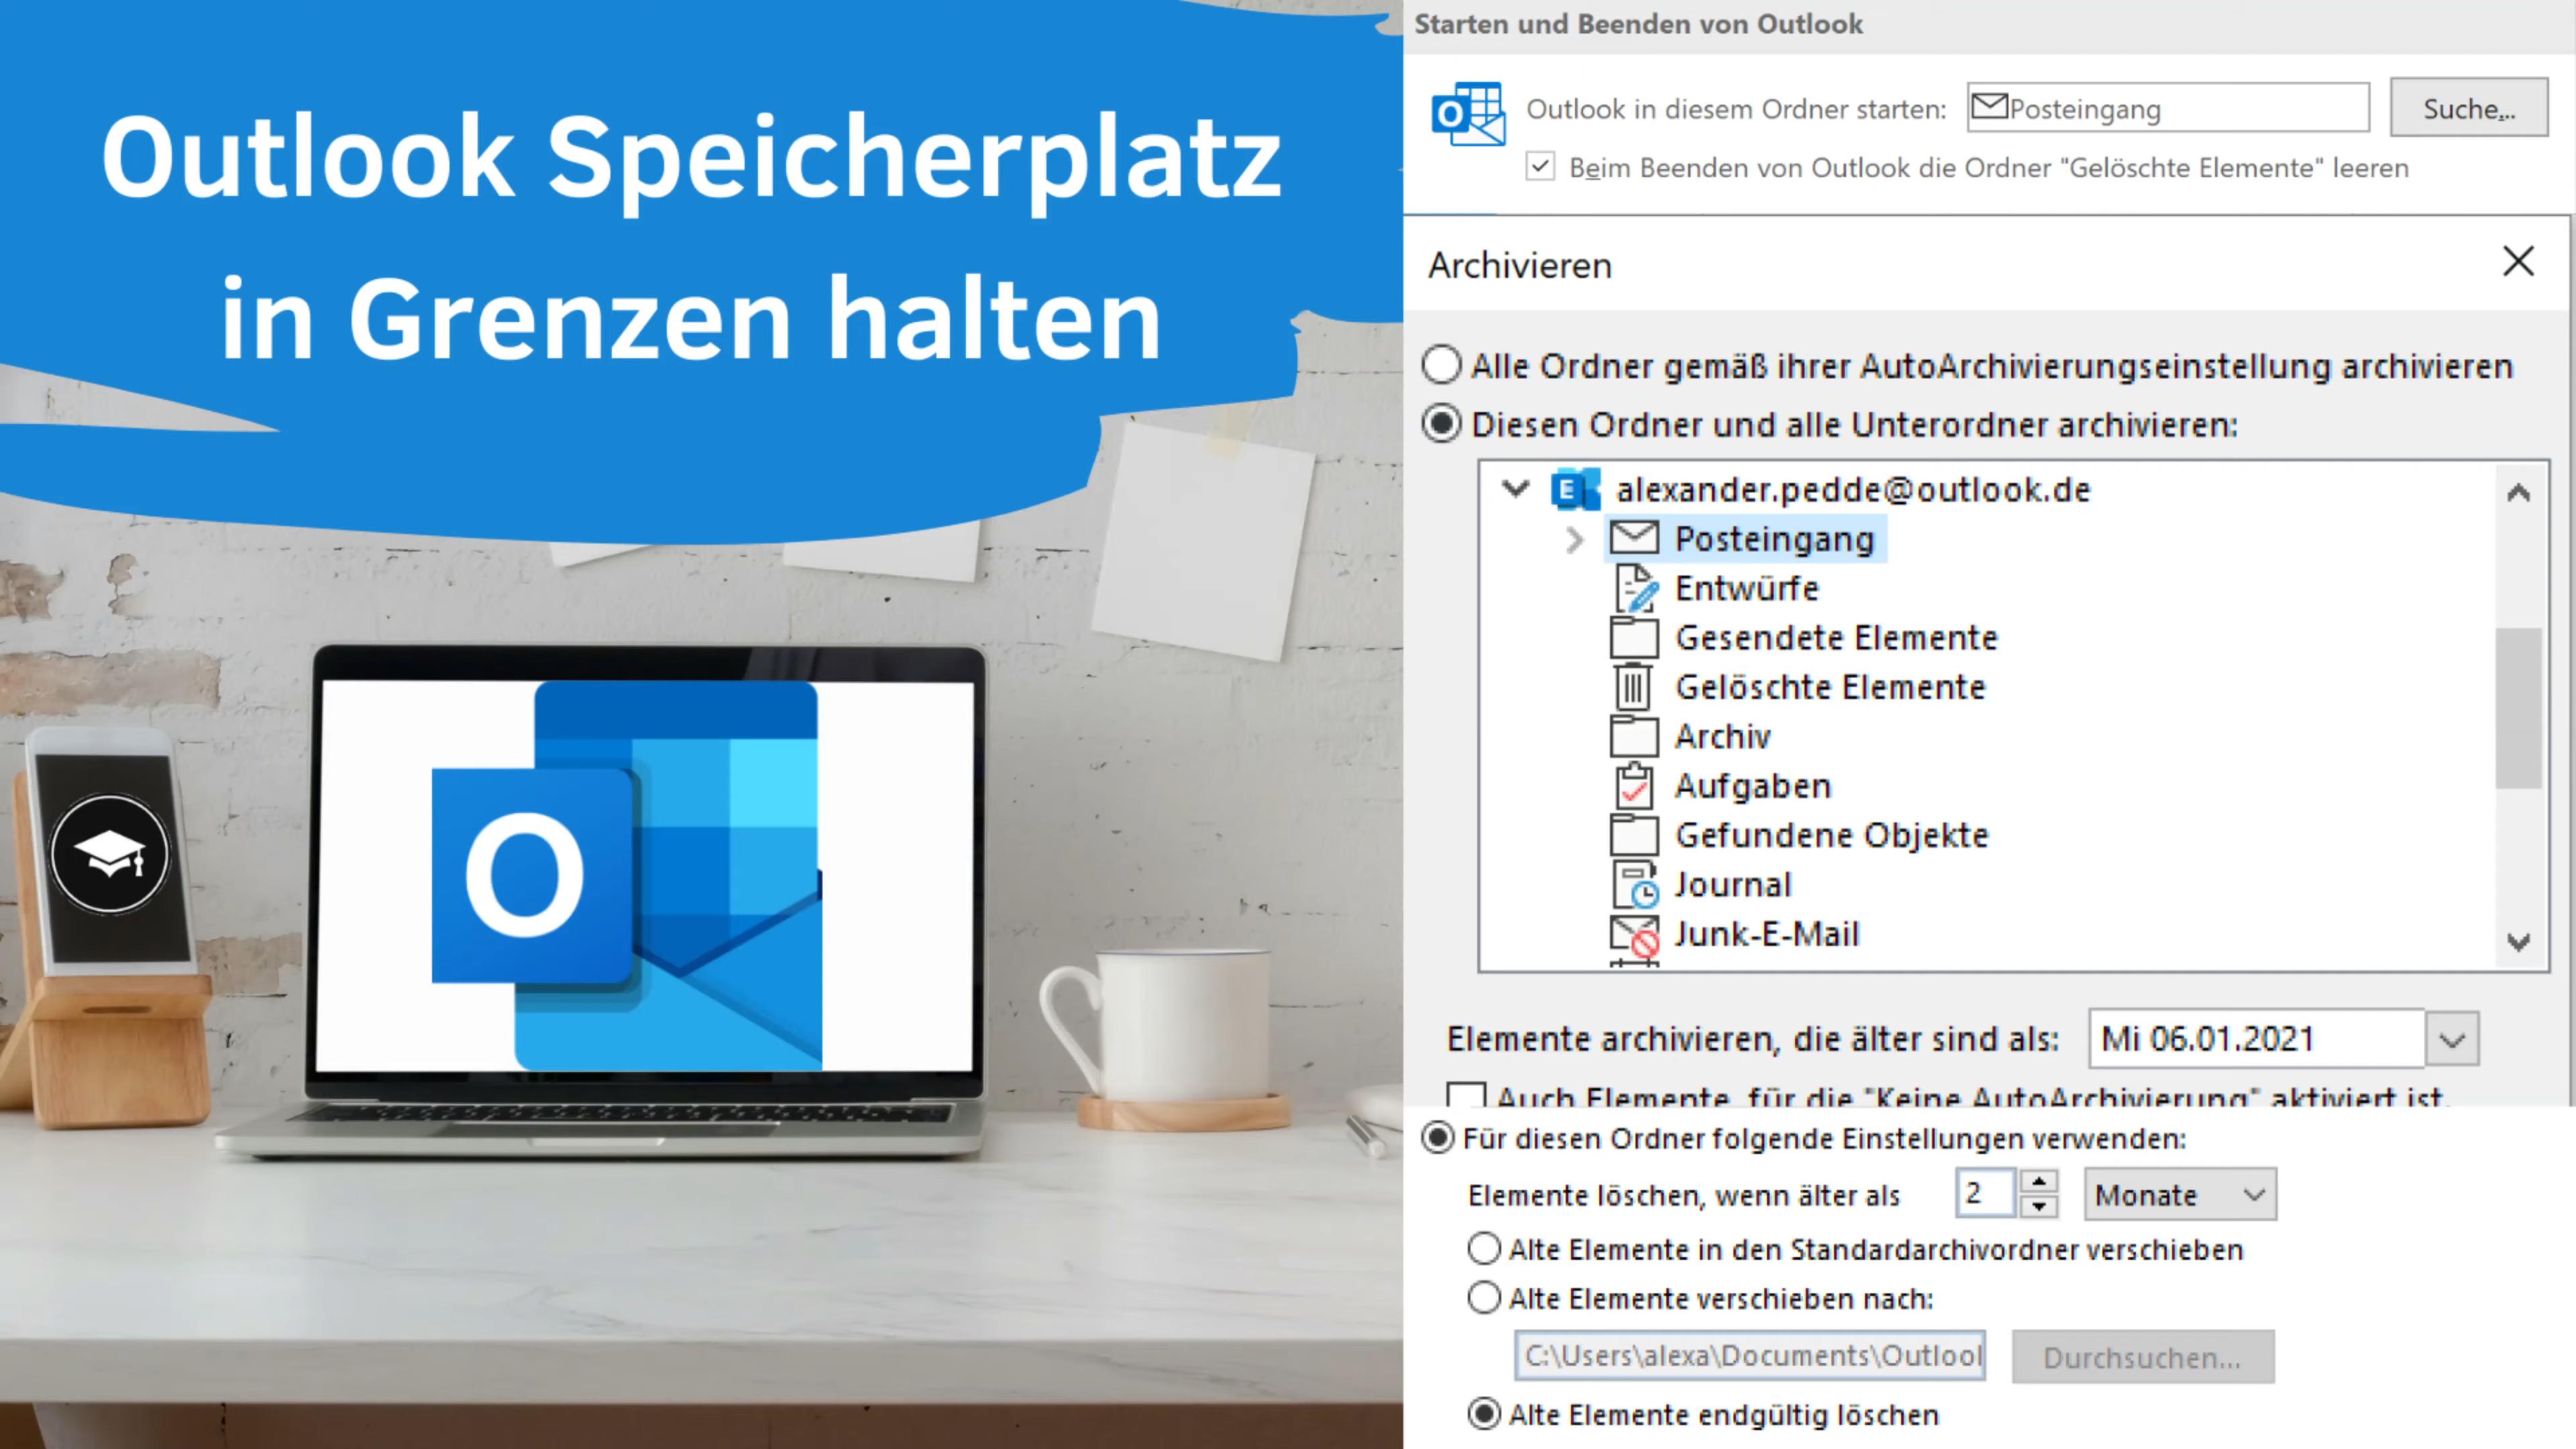 Outlook Speicherplatz
in Grenzen halten
O
Starten und Beenden von Outlook
O
Outlook in diesem Ordner starten:
Posteingang
Suche...
Beim Beenden von Outlook die Ordner "Gelöschte Elemente" leeren
Archivieren
Alle Ordner gemäß ihrer AutoArchivierungseinstellung archivieren
Diesen Ordner und alle Unterordner archivieren:
E alexander.pedde@outlook.de
Posteingang
Entwürfe
Gesendete Elemente
Gelöschte Elemente
Archiv
Aufgaben
Gefundene Objekte
Journal
Junk-E-Mail
Elemente archivieren, die älter sind als:
Mi 06.01.2021
Auch Elemente, für die "Keine AutoArchivierung" aktiviert ist.
Für diesen Ordner folgende Einstellungen verwenden:
Elemente löschen, wenn älter als
2
Monate
Alte Elemente in den Standardarchivordner verschieben
Alte Elemente verschieben nach:
C:\Users\alexa\Documents\Outlool
Durchsuchen...
Alte Elemente endgültig löschen